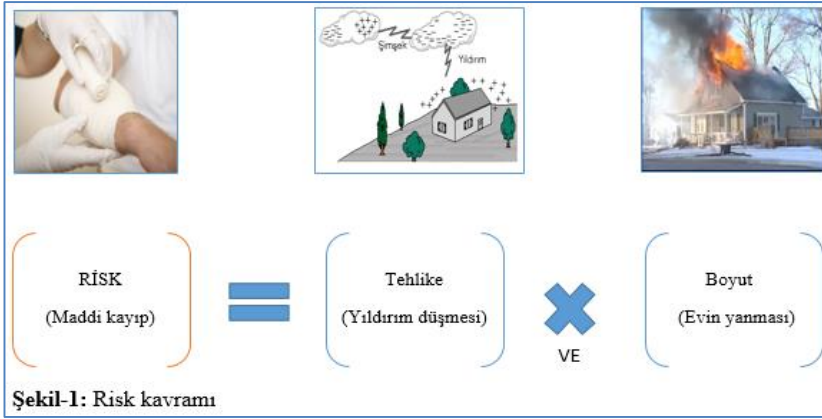 Şimşek
Yıldırım
RİSK
(Maddi kayıp)
Tehlike
(Yıldırım düşmesi)
VE
Boyut
(Evin yanması)
Şekil-1: Risk kavramı